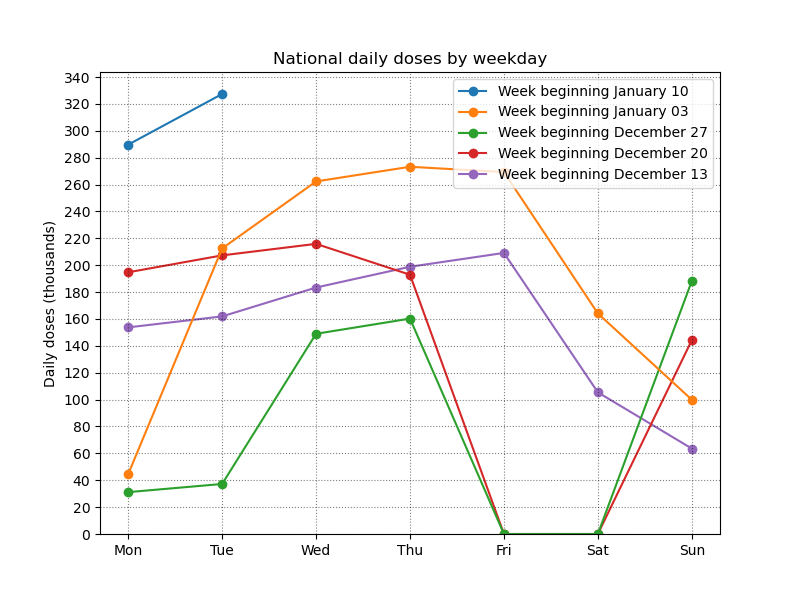 National daily doses by weekday
Week beginning January 10
Week beginning January 03
Week beginning December 27
Week beginning December 20
Week beginning December 13
Daily doses (thousands)
340
320
300
280
260
240
220
200
180
160
140
120
100
80
60
40
20
0
Mon Tue Wed Thu Fri Sat Sun